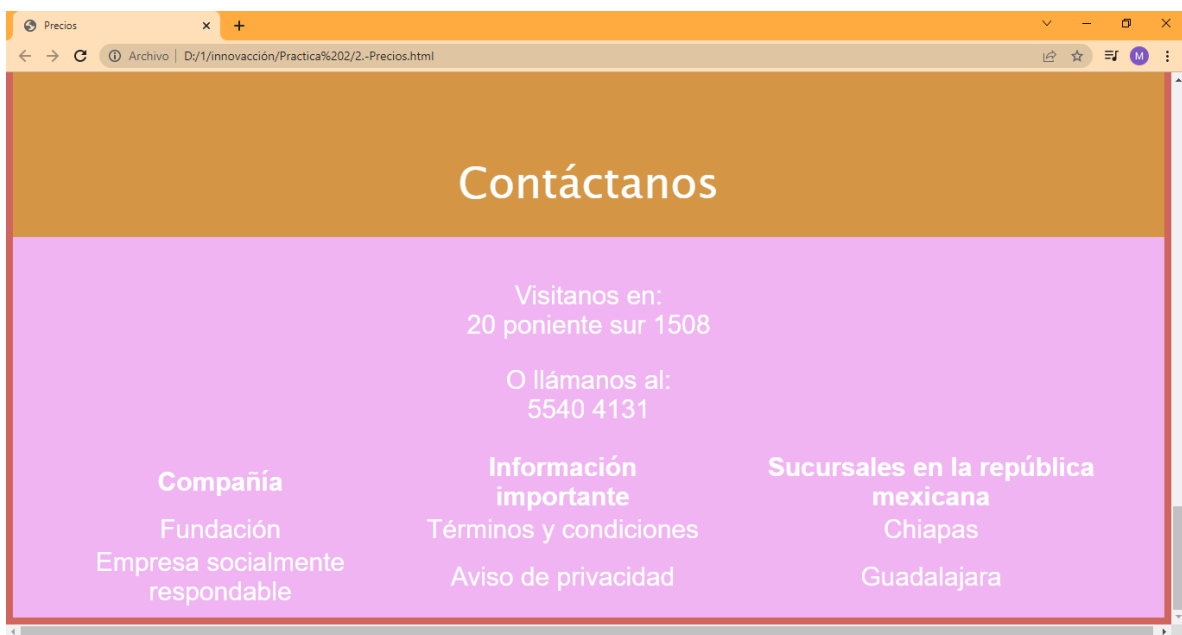 Precios
Archivo | D:/1/innovacción/Practica%202/2.-Precios.html
M
Contáctanos
Visitanos en:
20 poniente sur 1508
O llámanos al:
5540 4131
Compañía
Información
importante
Sucursales en la república
mexicana
Fundación
Términos y condiciones
Chiapas
Empresa socialmente
respondable
Aviso de privacidad
Guadalajara